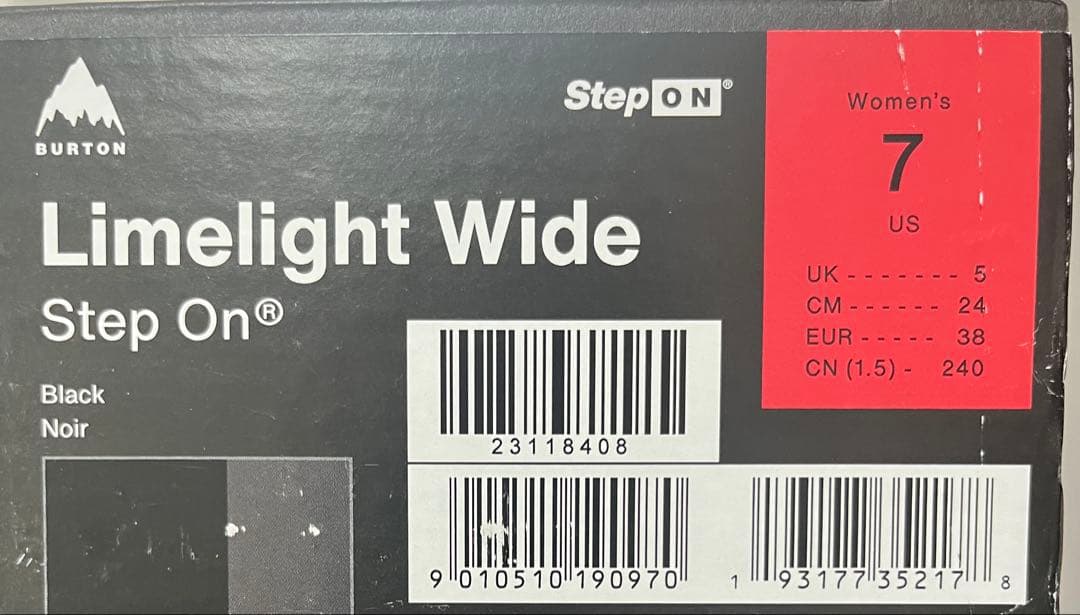 BURTON
Step ON®
Limelight Wide
Step On®
Black
Noir
Women's
7
US
UK - - - - - - - 5
CM - - - - - - 24
EUR - - - - - 38
CN (1.5) - 240
23118408
9 010510 190970
1 93177 35217 8